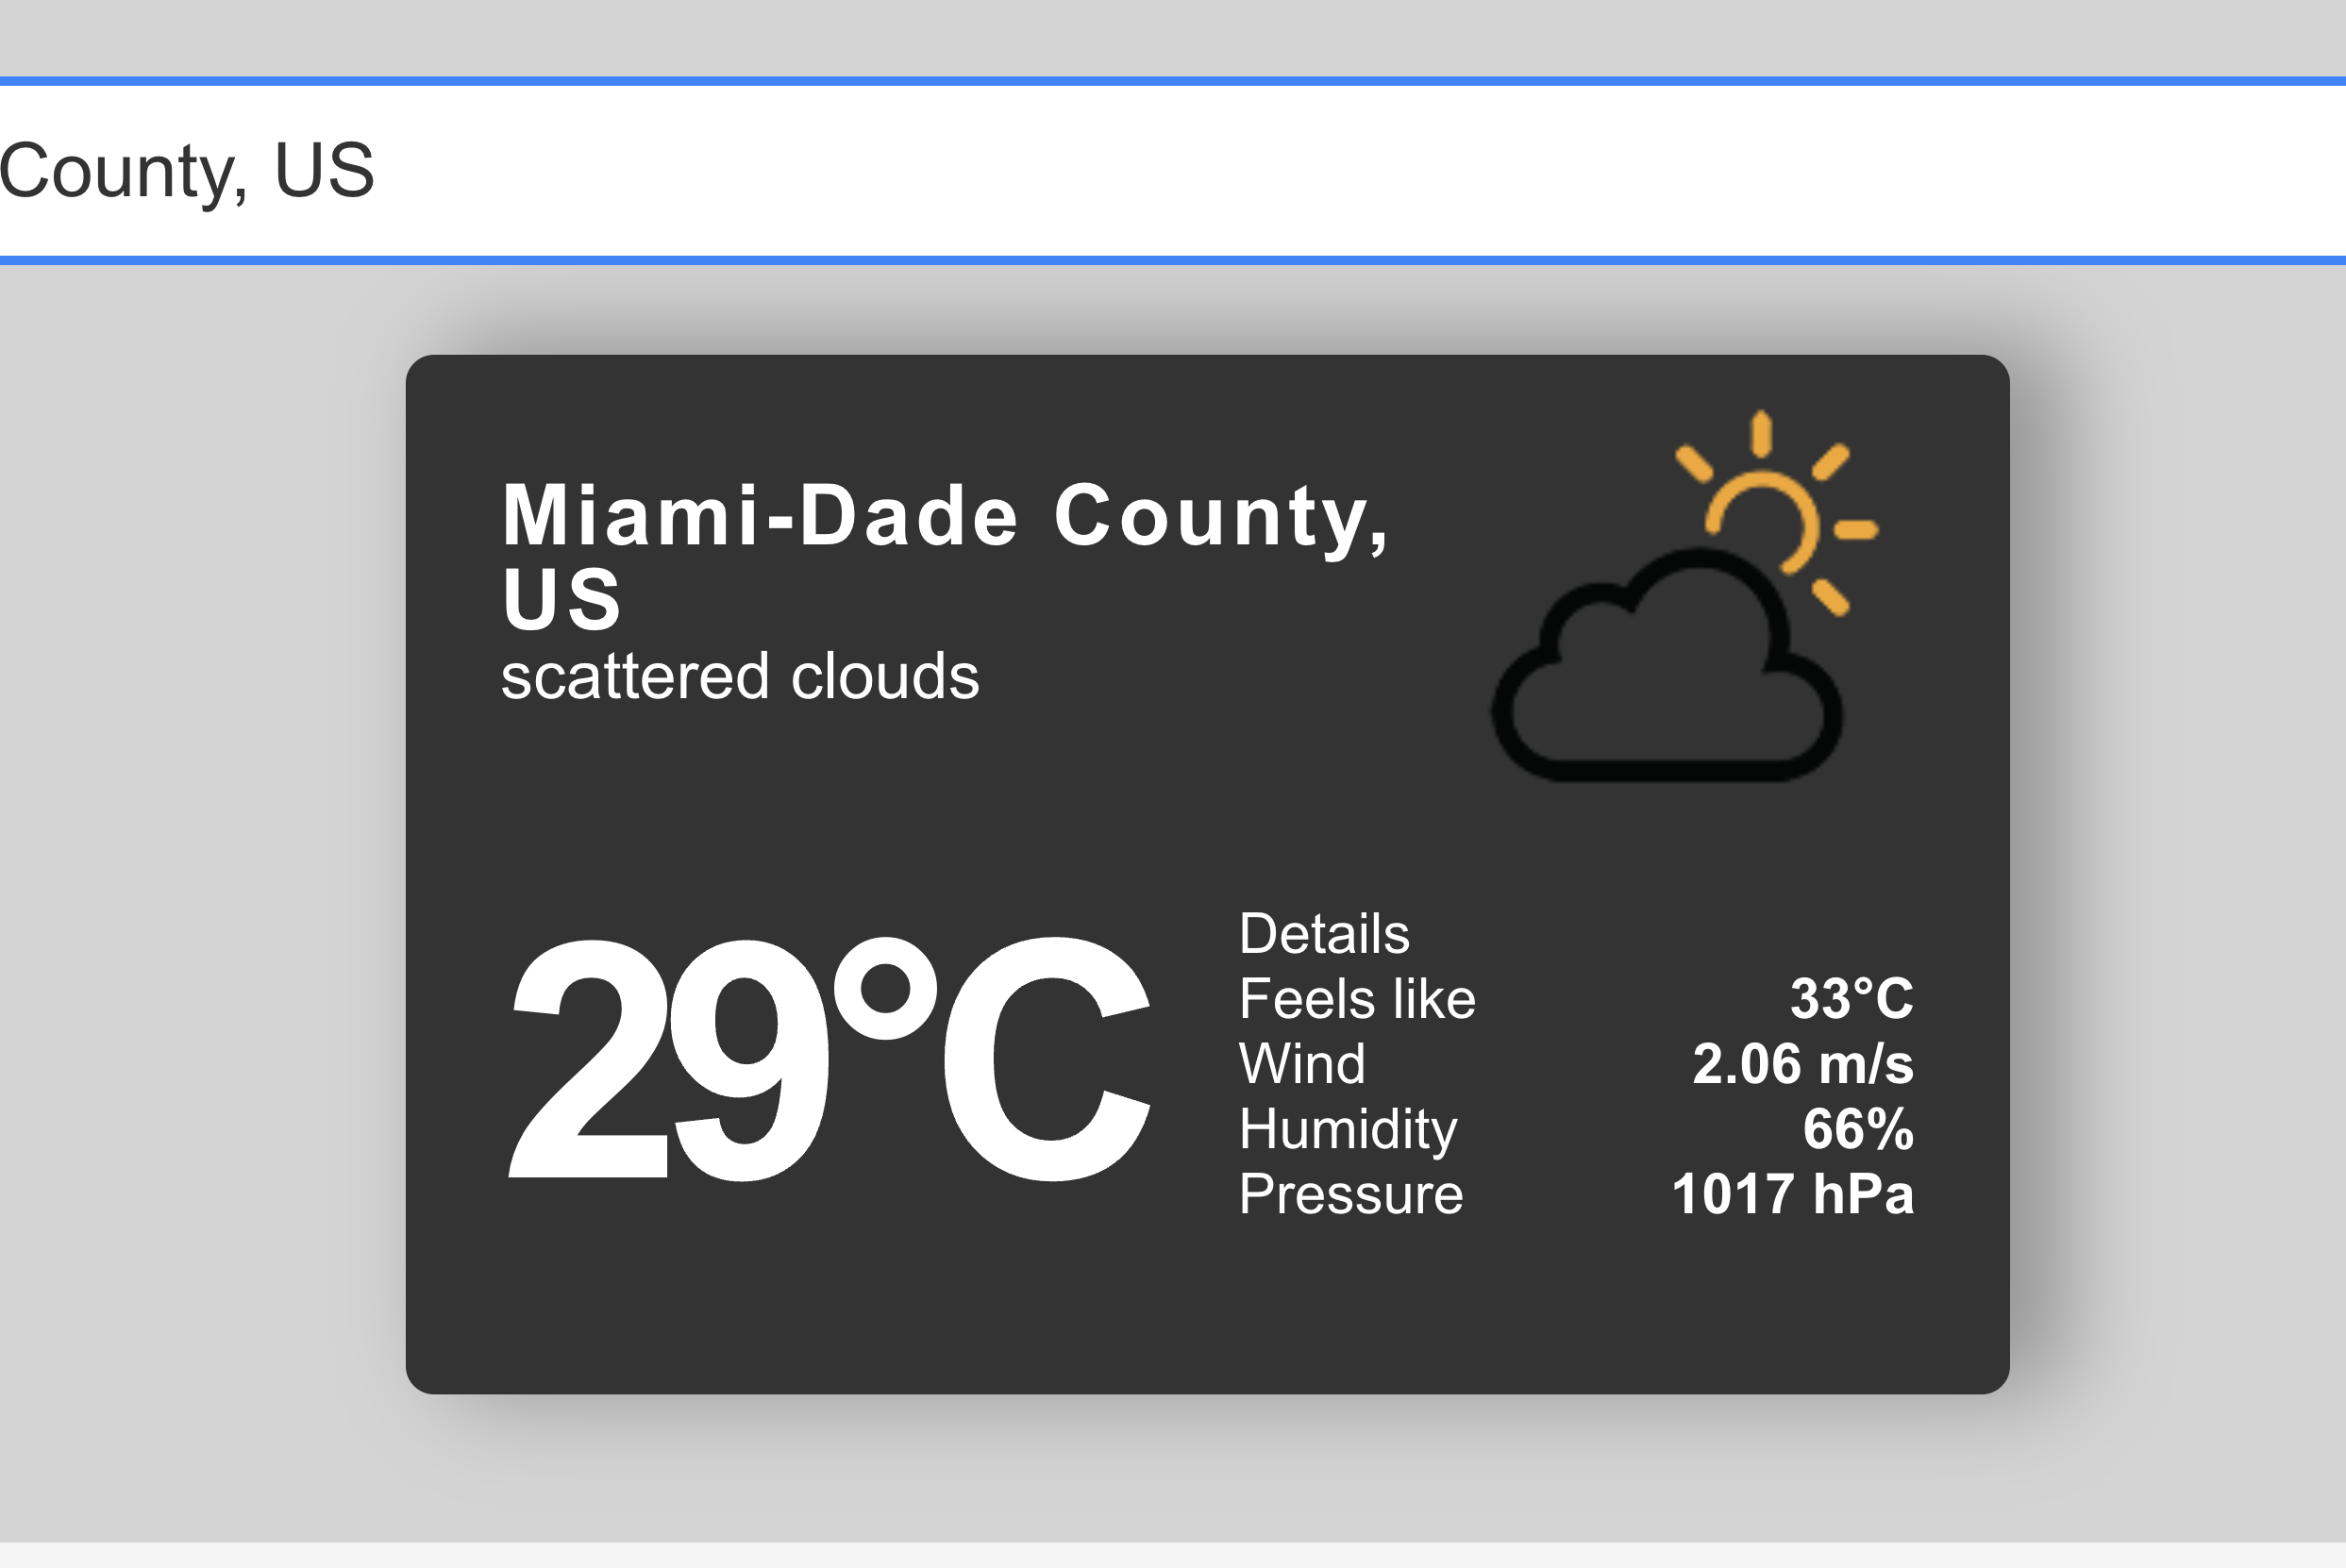 County, US
Miami-Dade County,
US
scattered clouds
29°C
Details
Feels like 33°C
Wind 2.06 m/s
Humidity 66%
Pressure 1017 hPa